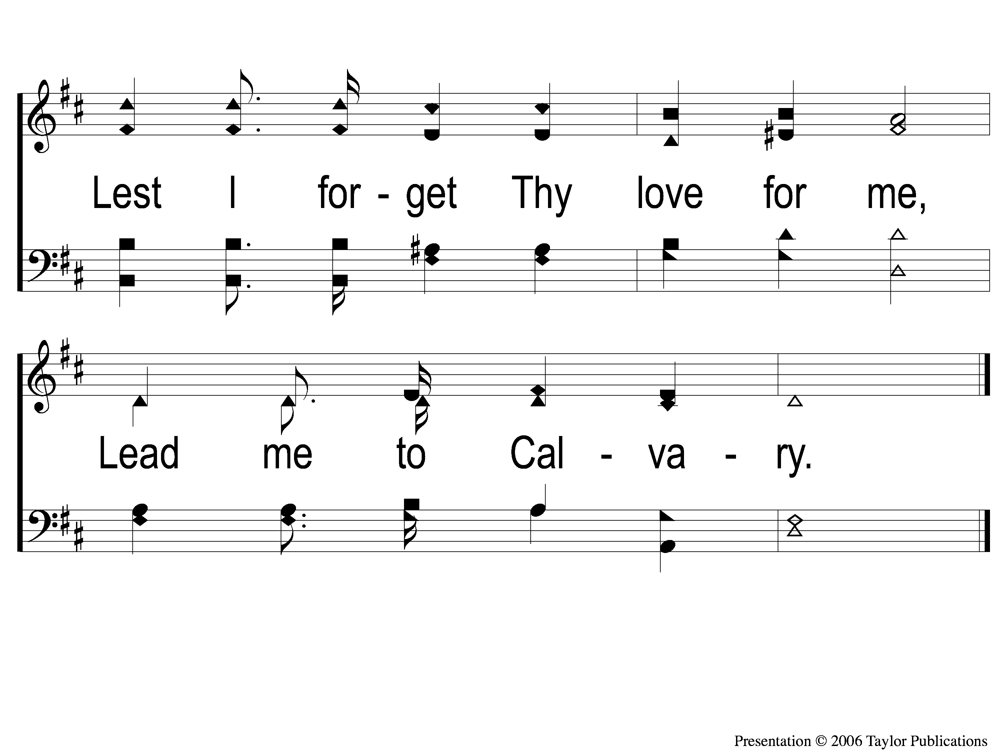 Lest I for - get Thy love for me,
Lead me to Cal - va - ry.
Presentation © 2006 Taylor Publications